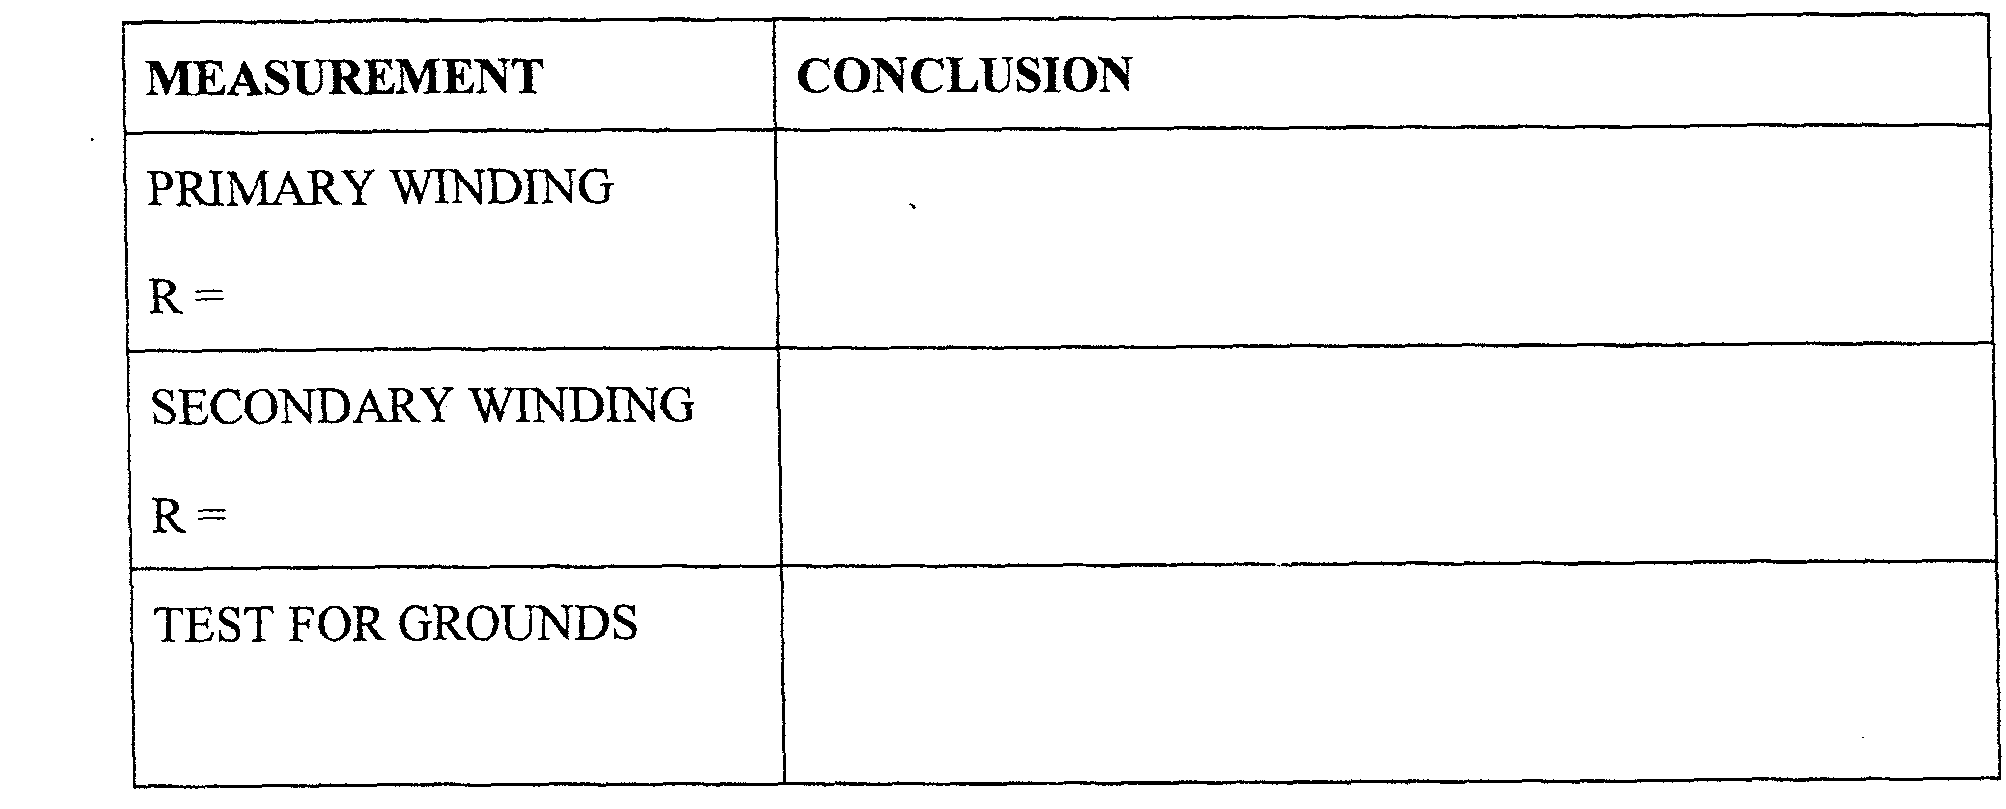 MEASUREMENT CONCLUSION
PRIMARY WINDING
R =
SECONDARY WINDING
R =
TEST FOR GROUNDS